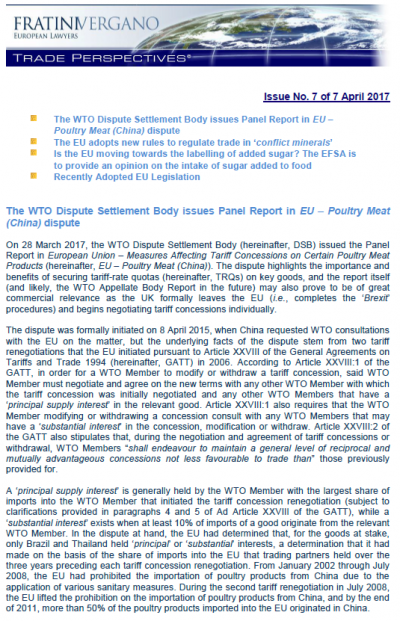 FRATINIVERGANO
EUROPEAN LAWYERS
TRADE PERSPECTIVES®
Issue No. 7 of 7 April 2017
The WTO Dispute Settlement Body issues Panel Report in EU –
Poultry Meat (China) dispute
The EU adopts new rules to regulate trade in 'conflict minerals'
Is the EU moving towards the labelling of added sugar? The EFSA is
to provide an opinion on the intake of sugar added to food
Recently Adopted EU Legislation
The WTO Dispute Settlement Body issues Panel Report in EU – Poultry Meat
(China) dispute
On 28 March 2017, the WTO Dispute Settlement Body (hereinafter, DSB) issued the Panel
Report in European Union – Measures Affecting Tariff Concessions on Certain Poultry Meat
Products (hereinafter, EU – Poultry Meat (China)). The dispute highlights the importance and
benefits of securing tariff-rate quotas (hereinafter, TRQs) on key goods, and the report itself
(and likely, the WTO Appellate Body Report in the future) may also prove to be of great
commercial relevance as the UK formally leaves the EU (i.e., completes the 'Brexit'
procedures) and begins negotiating tariff concessions individually.
The dispute was formally initiated on 8 April 2015, when China requested WTO consultations
with the EU on the matter, but the underlying facts of the dispute stem from two tariff
renegotiations that the EU initiated pursuant to Article XXVIII of the General Agreements on
Tariffs and Trade 1994 (hereinafter, GATT) in 2006. According to Article XXVIII:1 of the
GATT, in order for a WTO Member to modify or withdraw a tariff concession, said WTO
Member must negotiate and agree on the new terms with any other WTO Member with which
the tariff concession was initially negotiated and any other WTO Members that have a
'principal supply interest' in the relevant good. Article XXVIII:1 also requires that the WTO
Member modifying or withdrawing a concession consult with any WTO Members that may
have a 'substantial interest' in the concession, modification or withdraw. Article XXVIII:2 of
the GATT also stipulates that, during the negotiation and agreement of tariff concessions or
withdrawal, WTO Members "shall endeavour to maintain a general level of reciprocal and
mutually advantageous concessions not less favourable to trade than" those previously
provided for.
A 'principal supply interest' is generally held by the WTO Member with the largest share of
imports into the WTO Member that initiated the tariff concession renegotiation (subject to
clarifications provided in paragraphs 4 and 5 of Ad Article XXVIII of the GATT), while a
'substantial interest' exists when at least 10% of imports of a good originate from the relevant
WTO Member. In the dispute at hand, the EU had determined that, for the goods at stake,
only Brazil and Thailand held 'principal' or 'substantial' interests, a determination that it had
made on the basis of the share of imports into the EU that trading partners held over the
three years preceding each tariff concession renegotiation. From January 2002 through July
2008, the EU had prohibited the importation of poultry products from China due to the
application of various sanitary measures. During the second tariff renegotiation in July 2008,
the EU lifted the prohibition on the importation of poultry products from China, and by the end
of 2011, more than 50% of the poultry products imported into the EU originated in China.